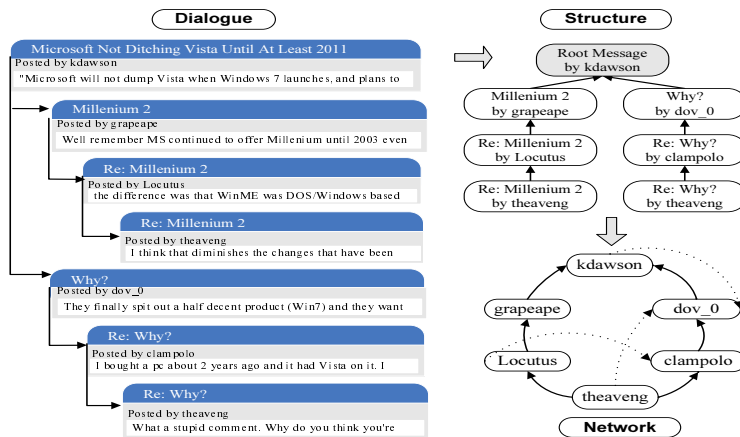 Dialogue
Microsoft Not Ditching Vista Until At Least 2011
Posted by kdawson
"Microsoft will not dump Vista when Windows 7 launches, and plans to
Millenium 2
Posted by grapeape
Well remember MS continued to offer Millenium until 2003 even
Re: Millenium 2
Posted by Locutus
the difference was that WinME was DOS/Windows based
Re: Millenium 2
Posted by theaveng
I think that diminishes the changes that have been
Why?
Posted by dov_0
They finally spit out a half decent product (Win7) and they want
Re: Why?
Posted by clampolo
I bought a pc about 2 years ago and it had Vista on it. I
Re: Why?
Posted by theaveng
What a stupid comment. Why do you think you're
Structure
Root Message
by kdawson
Millenium 2
by grapeape
Why?
by dov_0
Re: Millenium 2
by Locutus
Re: Why?
by clampolo
Re: Millenium 2
by theaveng
Re: Why?
by theaveng
kdawson
grapeape
dov_0
Locutus
clampolo
theaveng
Network